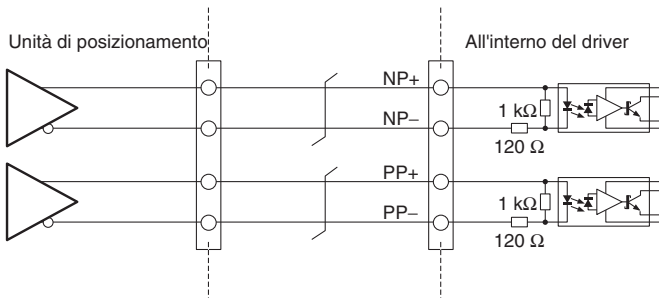 Unità di posizionamento
All'interno del driver
NP+
1 kΩ
NP−
120 Ω
PP+
1 kΩ
PP−
120 Ω